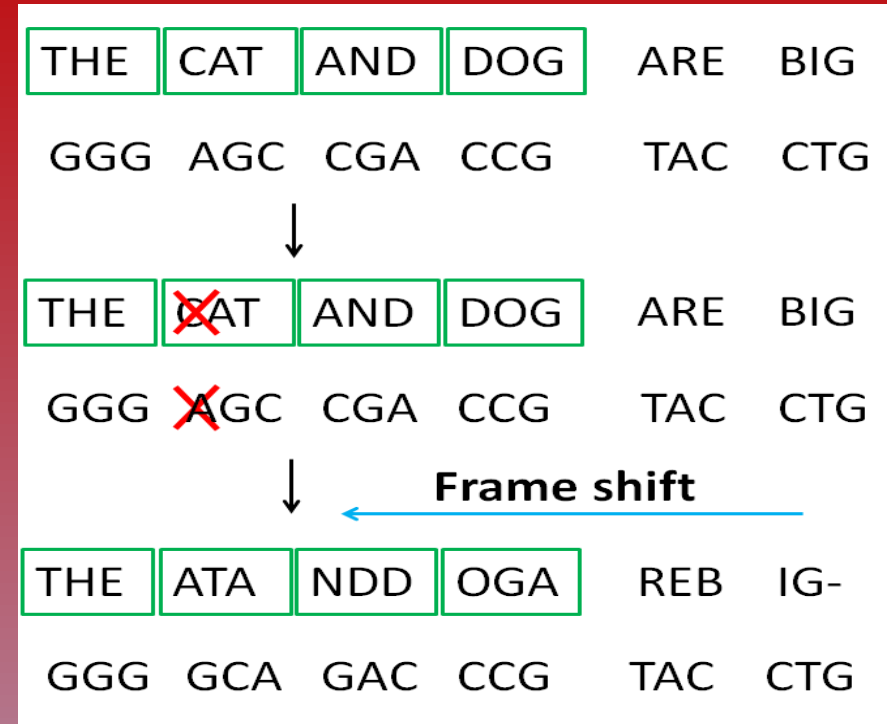 THE CAT AND DOG ARE BIG
GGG AGC CGA CCG TAC CTG
THE CAT AND DOG ARE BIG
GGG AGC CGA CCG TAC CTG
Frame shift
THE ATA NDD OGA REB IG-
GGG GCA GAC CCG TAC CTG